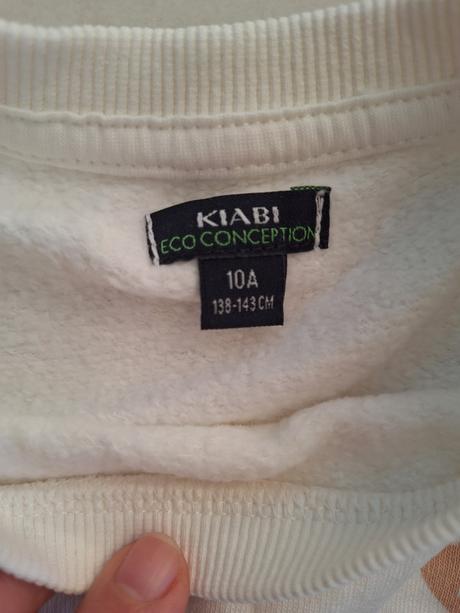 KIABI
ECO CONCEPTION
10A
138-143 CM